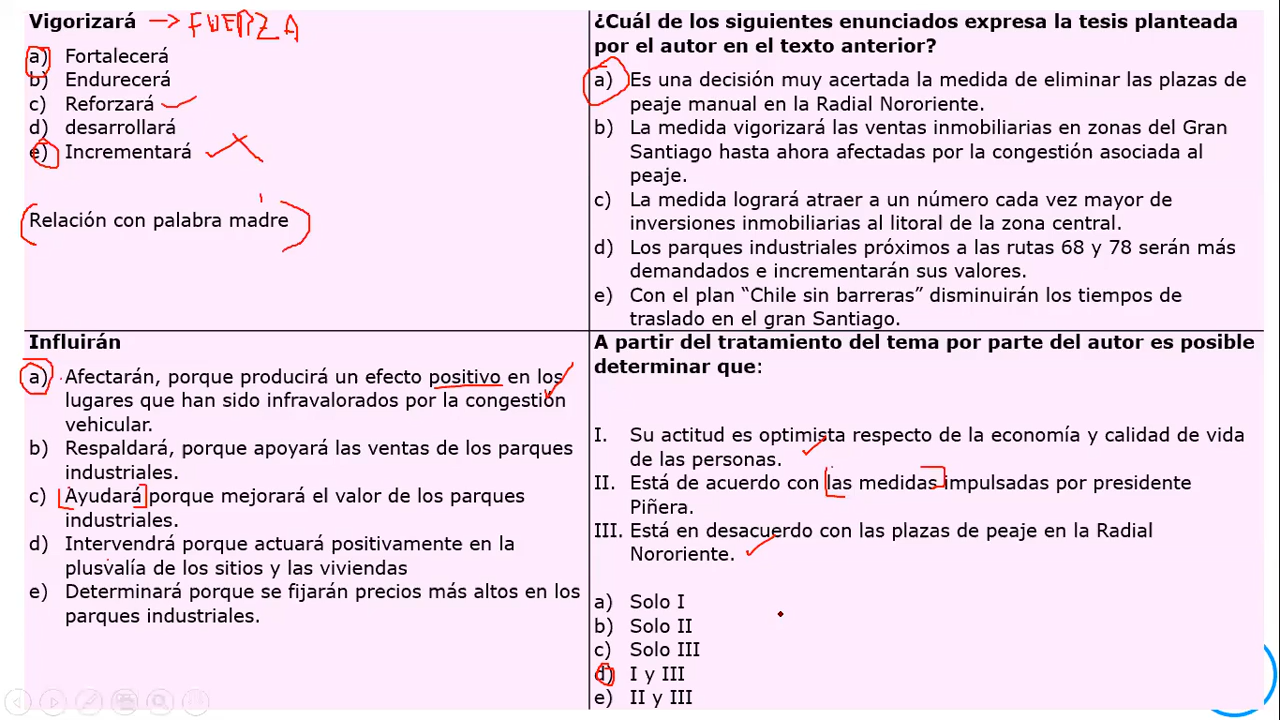 Vigorizará → FUERZA
a) Fortalecerá
b) Endurecerá
c) Reforzará
d) desarrollará
e) Incrementará
Relación con palabra madre
¿Cuál de los siguientes enunciados expresa la tesis planteada
por el autor en el texto anterior?
a) Es una decisión muy acertada la medida de eliminar las plazas de
peaje manual en la Radial Nororiente.
b) La medida vigorizará las ventas inmobiliarias en zonas del Gran
Santiago hasta ahora afectadas por la congestión asociada al
peaje.
c) La medida logrará atraer a un número cada vez mayor de
inversiones inmobiliarias al litoral de la zona central.
d) Los parques industriales próximos a las rutas 68 y 78 serán más
demandados e incrementarán sus valores.
e) Con el plan “Chile sin barreras” disminuirán los tiempos de
traslado en el gran Santiago.
Influirán
a) Afectarán, porque producirá un efecto positivo en los
lugares que han sido infravalorados por la congestión
vehicular.
b) Respaldará, porque apoyará las ventas de los parques
industriales.
c) Ayudará porque mejorará el valor de los parques
industriales.
d) Intervendrá porque actuará positivamente en la
plusvalía de los sitios y las viviendas
e) Determinará porque se fijarán precios más altos en los
parques industriales.
A partir del tratamiento del tema por parte del autor es posible
determinar que:
I. Su actitud es optimista respecto de la economía y calidad de vida
de las personas.
II. Está de acuerdo con las medidas impulsadas por presidente
Piñera.
III. Está en desacuerdo con las plazas de peaje en la Radial
Nororiente.
a) Solo I
b) Solo II
c) Solo III
d) I y III
e) II y III